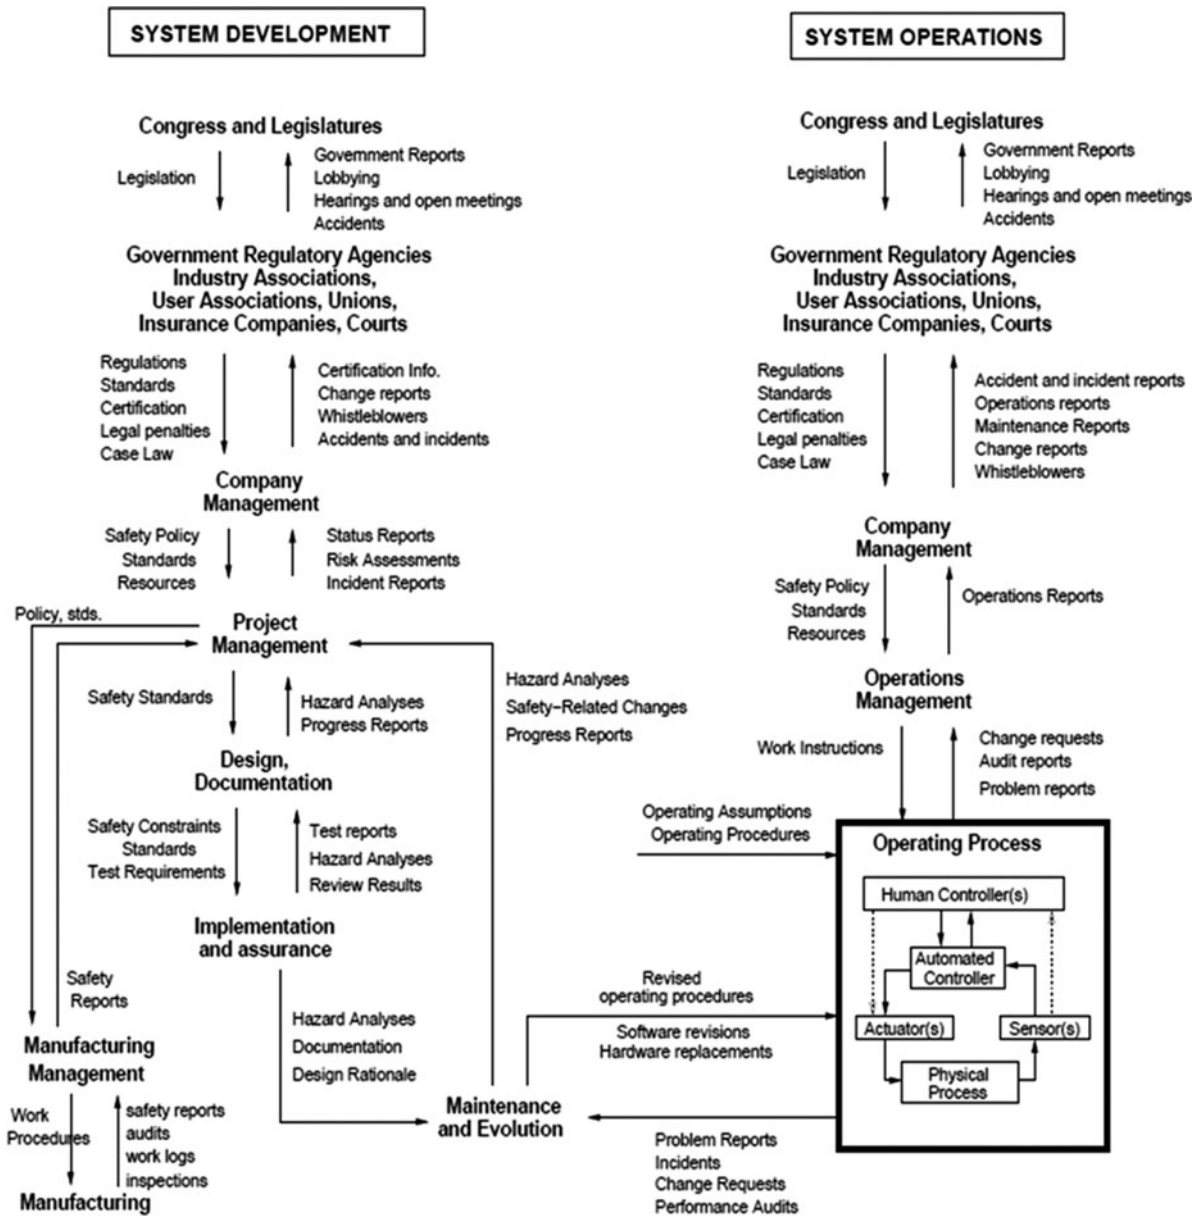 SYSTEM DEVELOPMENT
Congress and Legislatures
Legislation
Government Reports
Lobbying
Hearings and open meetings
Accidents
Government Regulatory Agencies
Industry Associations,
User Associations, Unions,
Insurance Companies, Courts
Regulations
Standards
Certification
Legal penalties
Case Law
Certification Info.
Change reports
Whistleblowers
Accidents and incidents
Company
Management
Safety Policy
Standards
Resources
Status Reports
Risk Assessments
Incident Reports
Policy, stds.
Project
Management
Safety Standards
Hazard Analyses
Progress Reports
Hazard Analyses
Safety-Related Changes
Progress Reports
Design,
Documentation
Safety Constraints
Standards
Test Requirements
Test reports
Hazard Analyses
Review Results
Implementation
and assurance
Safety
Reports
Hazard Analyses
Documentation
Design Rationale
Manufacturing
Management
Work
Procedures
safety reports
audits
work logs
inspections
Manufacturing
Maintenance
and Evolution
SYSTEM OPERATIONS
Congress and Legislatures
Legislation
Government Reports
Lobbying
Hearings and open meetings
Accidents
Government Regulatory Agencies
Industry Associations,
User Associations, Unions,
Insurance Companies, Courts
Regulations
Standards
Certification
Legal penalties
Case Law
Accident and incident reports
Operations reports
Maintenance Reports
Change reports
Whistleblowers
Company
Management
Safety Policy
Standards
Resources
Operations Reports
Operations
Management
Work Instructions
Change requests
Audit reports
Problem reports
Operating Assumptions
Operating Procedures
Operating Process
Human Controller(s)
Automated
Controller
Actuator(s)
Sensor(s)
Physical
Process
Revised
operating procedures
Software revisions
Hardware replacements
Problem Reports
Incidents
Change Requests
Performance Audits